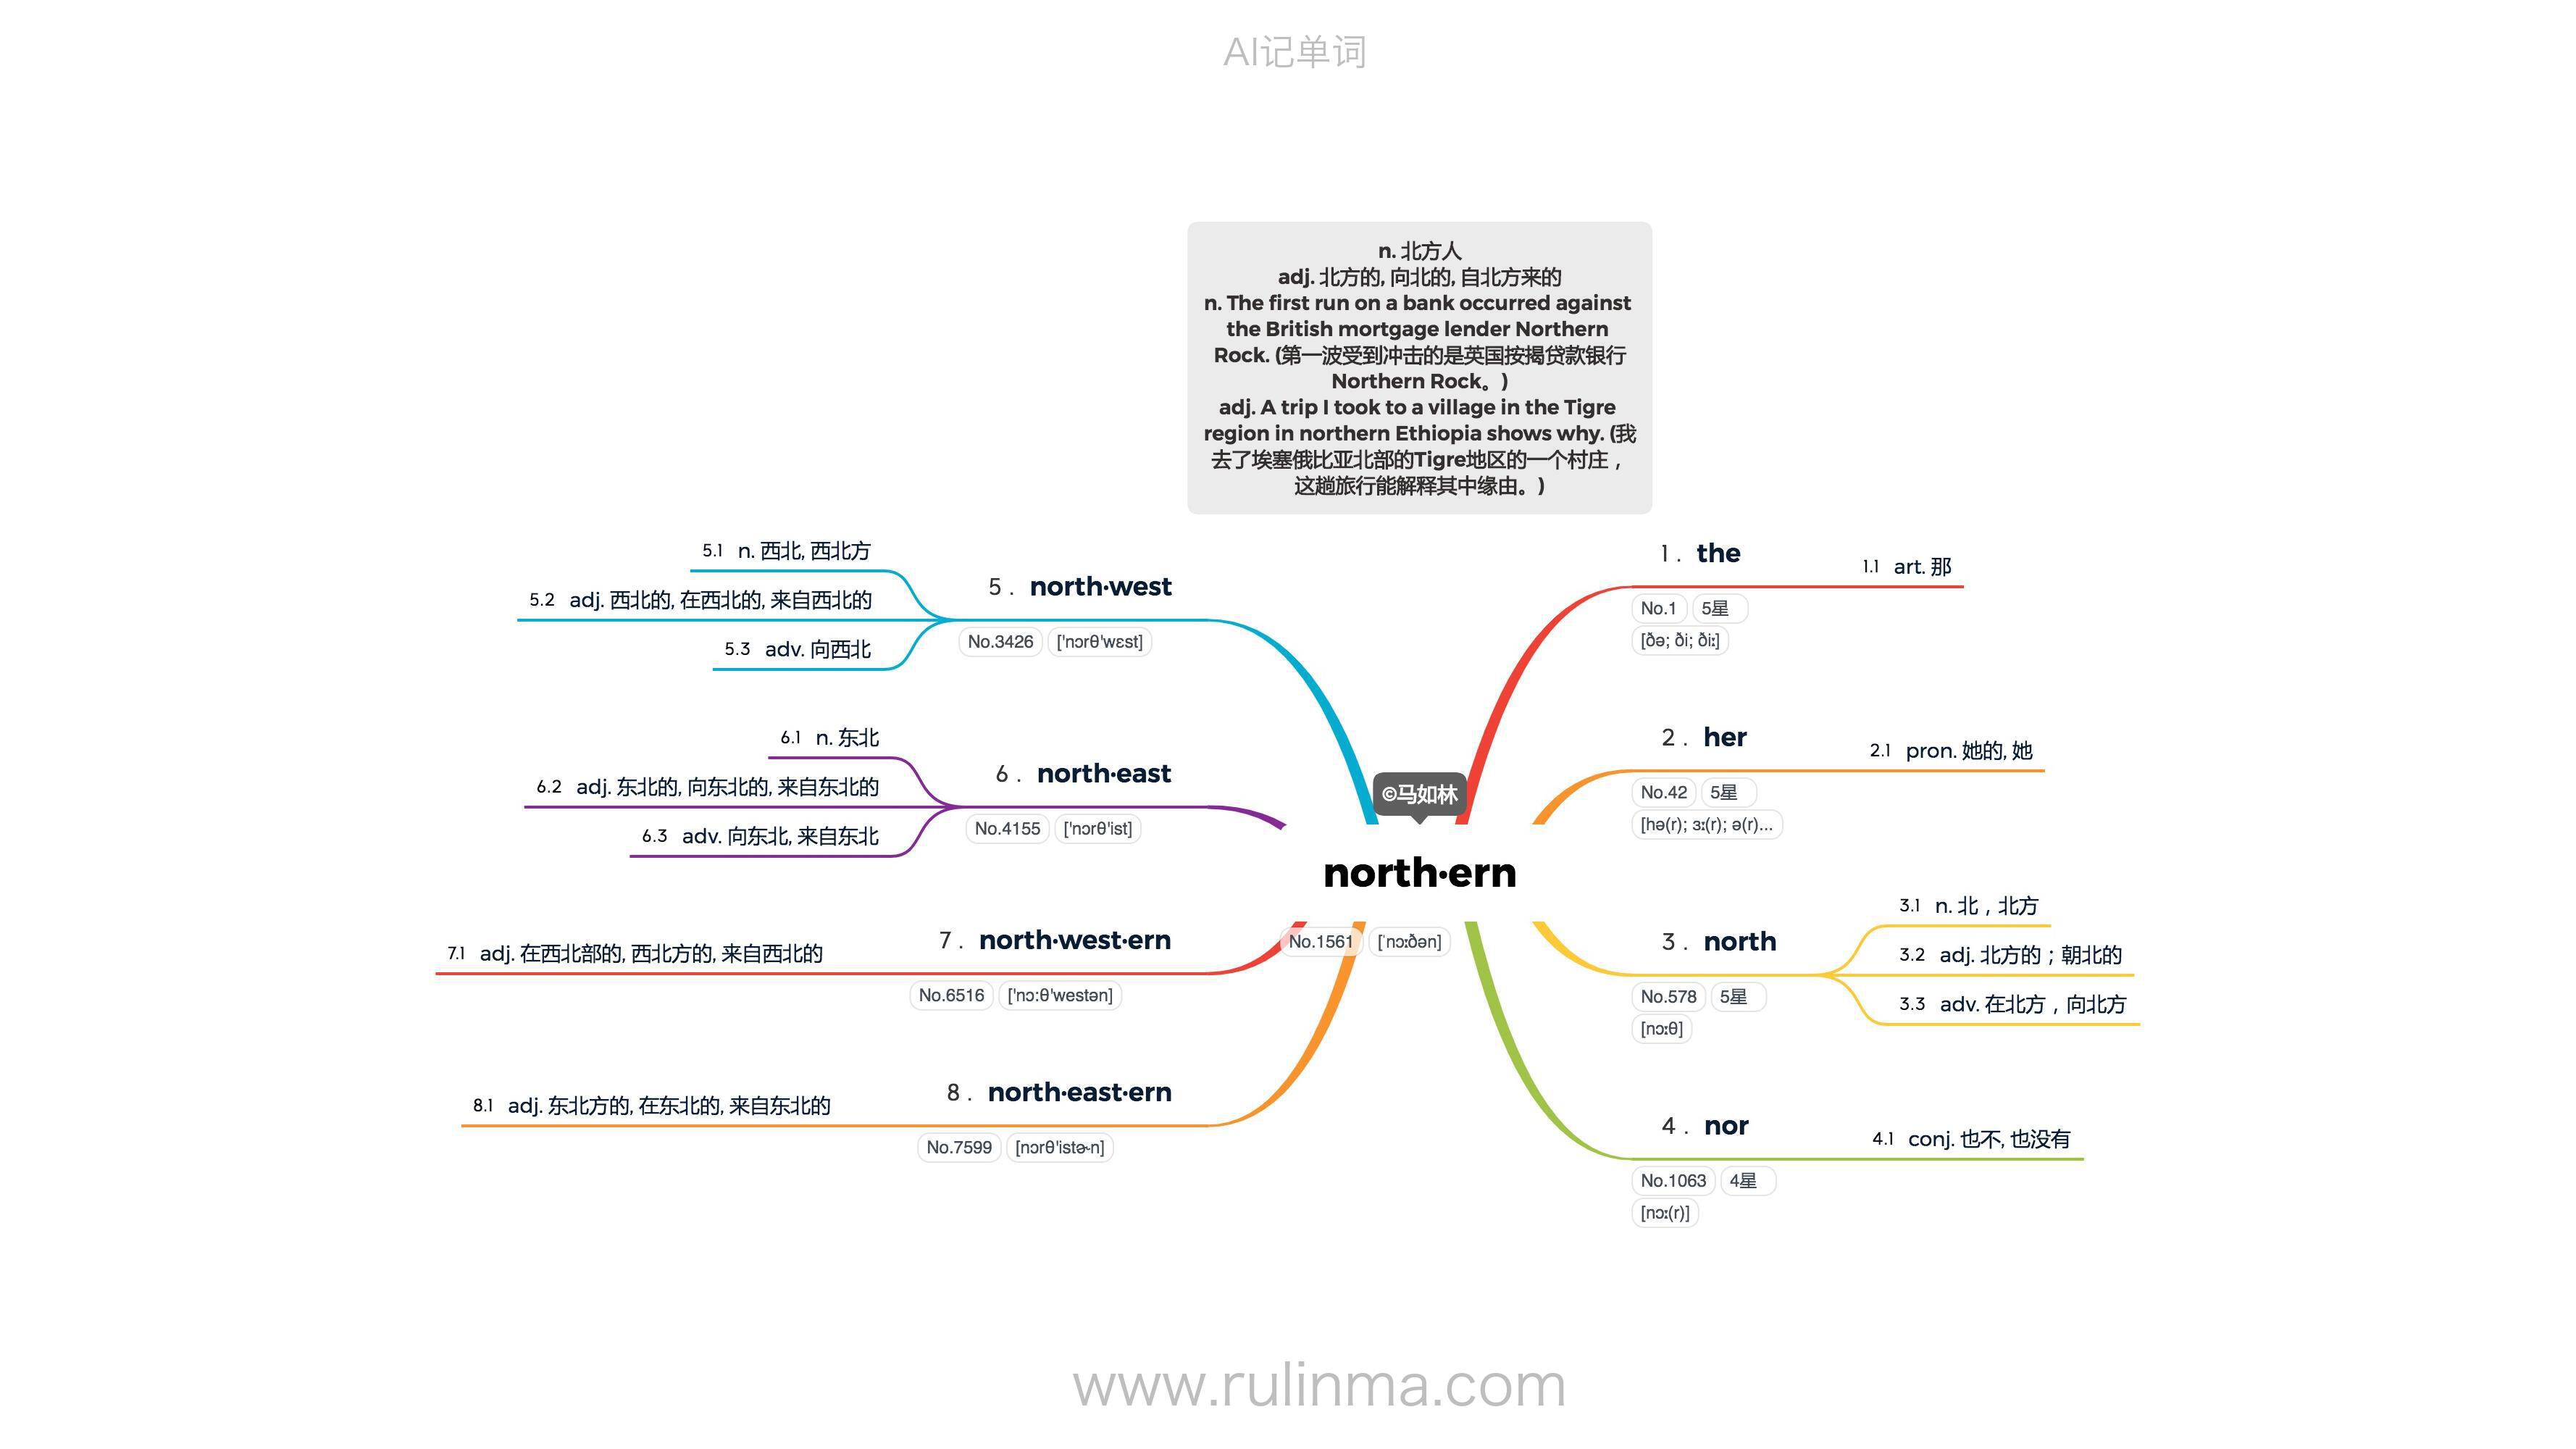 AI记单词
n. 北方人
adj. 北方的, 向北的, 自北方来的
n. The first run on a bank occurred against
the British mortgage lender Northern
Rock. (第一波受到冲击的是英国按揭贷款银行
Northern Rock。)
adj. A trip I took to a village in the Tigre
region in northern Ethiopia shows why. (我
去了埃塞俄比亚北部的Tigre地区的一个村庄，
这趟旅行能解释其中缘由。)
©马如林
north·ern
No.1561 [ˈnɔːðən]
1 . the
No.1 5星
[ðə; ði; ðiː]
1.1 art. 那
2 . her
No.42 5星
[hə(r); ɜː(r); ə(r)...
2.1 pron. 她的, 她
3 . north
No.578 5星
[nɔːθ]
3.1 n. 北，北方
3.2 adj. 北方的；朝北的
3.3 adv. 在北方，向北方
4 . nor
No.1063 4星
[nɔː(r)]
4.1 conj. 也不, 也没有
5 . north·west
No.3426 ['nɔrθ'wɛst]
5.1 n. 西北, 西北方
5.2 adj. 西北的, 在西北的, 来自西北的
5.3 adv. 向西北
6 . north·east
No.4155 ['nɔrθ'ist]
6.1 n. 东北
6.2 adj. 东北的, 向东北的, 来自东北的
6.3 adv. 向东北, 来自东北
7 . north·west·ern
No.6516 ['nɔ:θ'westən]
7.1 adj. 在西北部的, 西北方的, 来自西北的
8 . north·east·ern
No.7599 [nɔrθ'istɚn]
8.1 adj. 东北方的, 在东北的, 来自东北的
www.rulinma.com